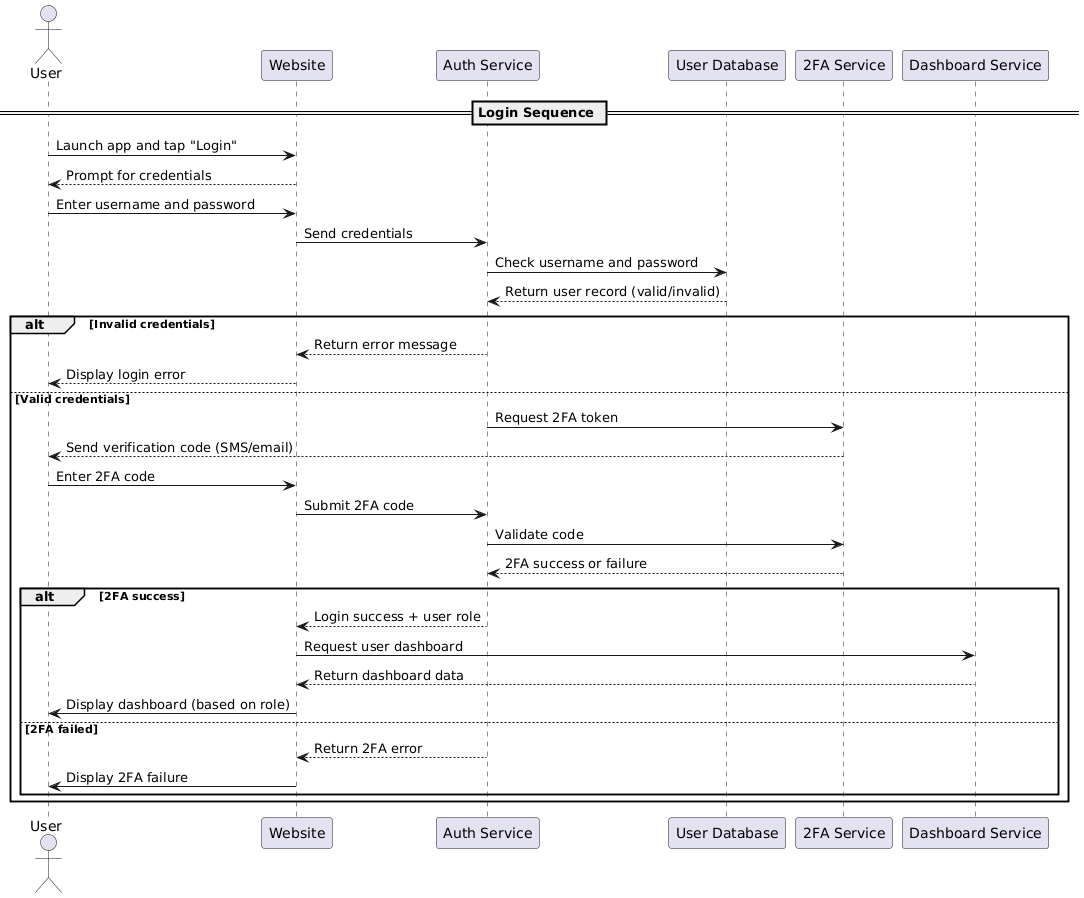 User
Website
Auth Service
User Database
2FA Service
Dashboard Service
Login Sequence
Launch app and tap "Login"
Prompt for credentials
Enter username and password
Send credentials
Check username and password
Return user record (valid/invalid)
alt [Invalid credentials]
Return error message
Display login error
[Valid credentials]
Request 2FA token
Send verification code (SMS/email)
Enter 2FA code
Submit 2FA code
Validate code
2FA success or failure
alt [2FA success]
Login success + user role
Request user dashboard
Return dashboard data
Display dashboard (based on role)
[2FA failed]
Return 2FA error
Display 2FA failure
User
Website
Auth Service
User Database
2FA Service
Dashboard Service